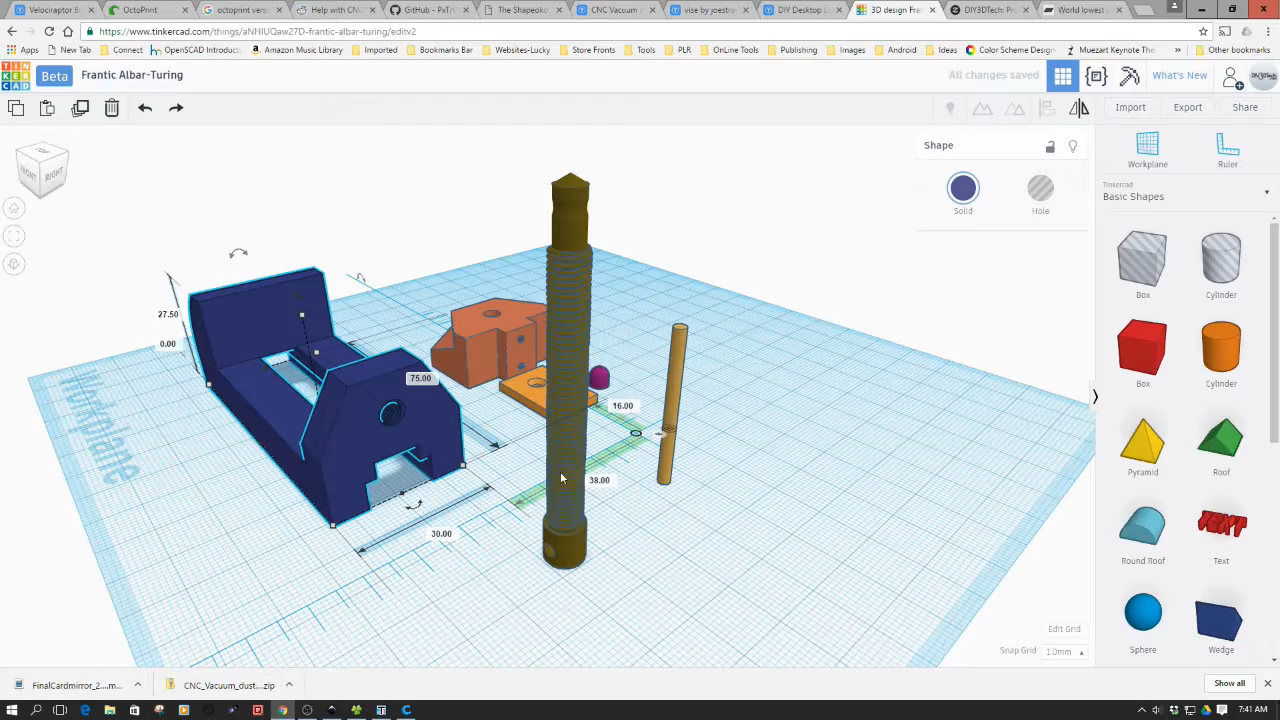 Velociraptor B
OctoPrint
octoprint vers
Help with CNC
GitHub - PxT/
The Shapeoko
CNC Vacuum
vise by joestre
DIY Desktop L
3D design Fra
DIY3DTech: Pr
World lowest
https://www.tinkercad.com/things/aNHIUQaw27D-frantic-albar-turing/editv2
Apps New Tab Connect OpenSCAD Introduct Amazon Music Imported Bookmarks Bar Websites-Lucky Store Fronts Tools PLR OnLine Tools Publishing Images Android Ideas Color Scheme Design Muezart Keynote The Other bookmarks
TIN
KER
CAD
Beta
Frantic Albar-Turing
All changes saved
What's New
Import Export Share
FRONT RIGHT
Shape
Solid Hole
Workplane Ruler
Tinkercad
Basic Shapes
Box Cylinder
Box Cylinder
Pyramid Roof
TEXT
Round Roof Text
Sphere Wedge
27.50
0.00
75.00
16.00
38.00
30.00
Workplane
Edit Grid
Snap Grid 1.0mm
FinalCardmirror_2....m...
CNC_Vacuum_dust....zip
Show all
7:41 AM